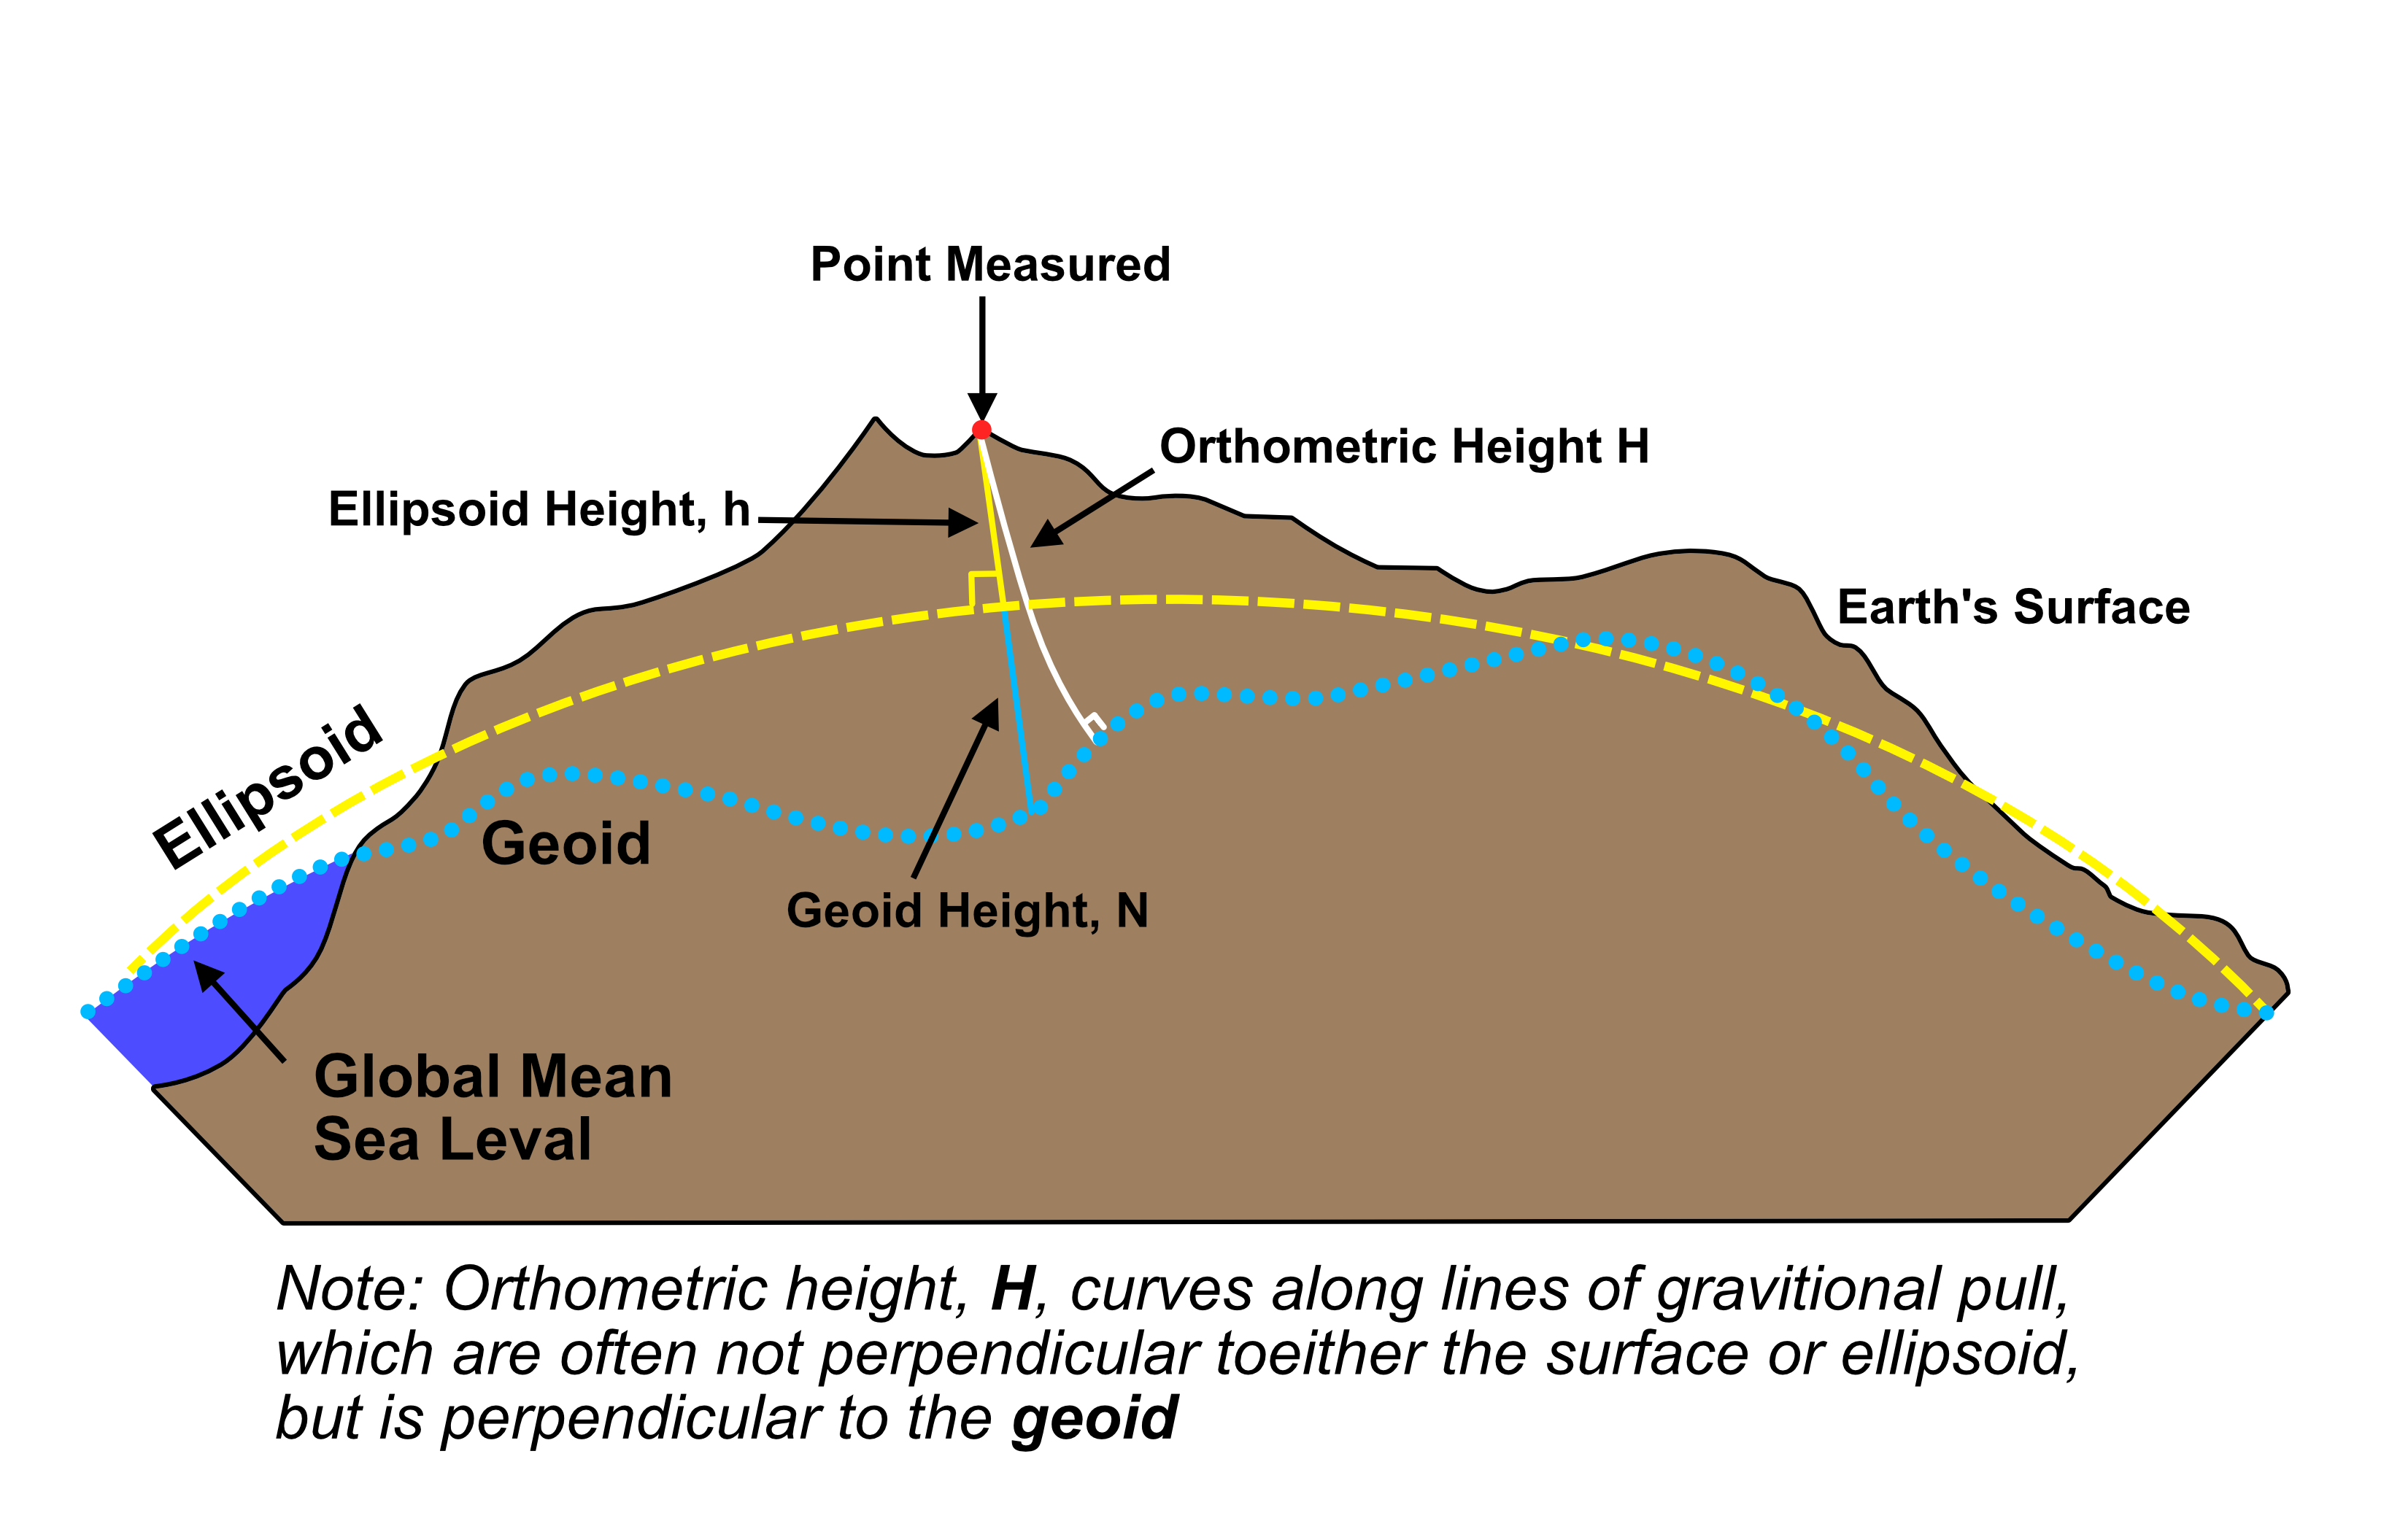 Point Measured
Orthometric Height H
Ellipsoid Height, h
Earth's Surface
Ellipsoid
Geoid
Geoid Height, N
Global Mean
Sea Leval
Note: Orthometric height, H, curves along lines of gravitional pull,
which are often not perpendicular toeither the surface or ellipsoid,
but is perpendicular to the geoid